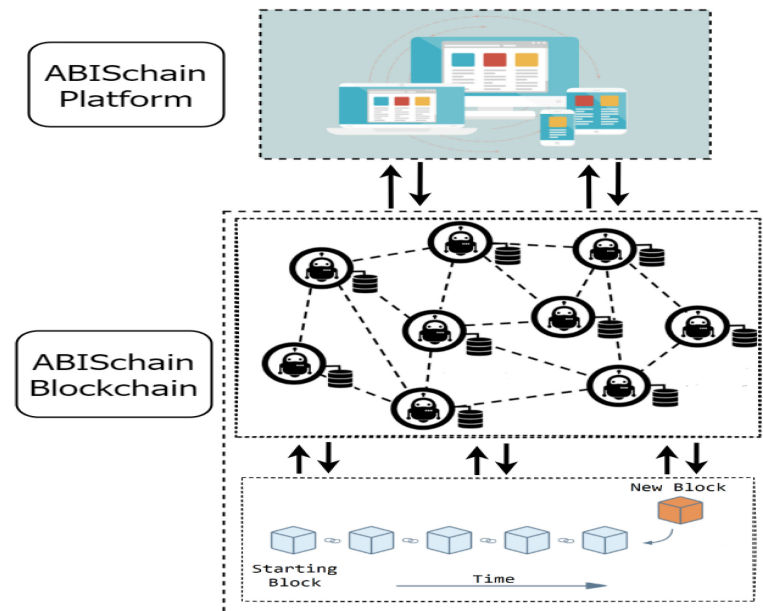 ABISchain
Platform
ABISchain
Blockchain
New Block
Starting
Block
Time